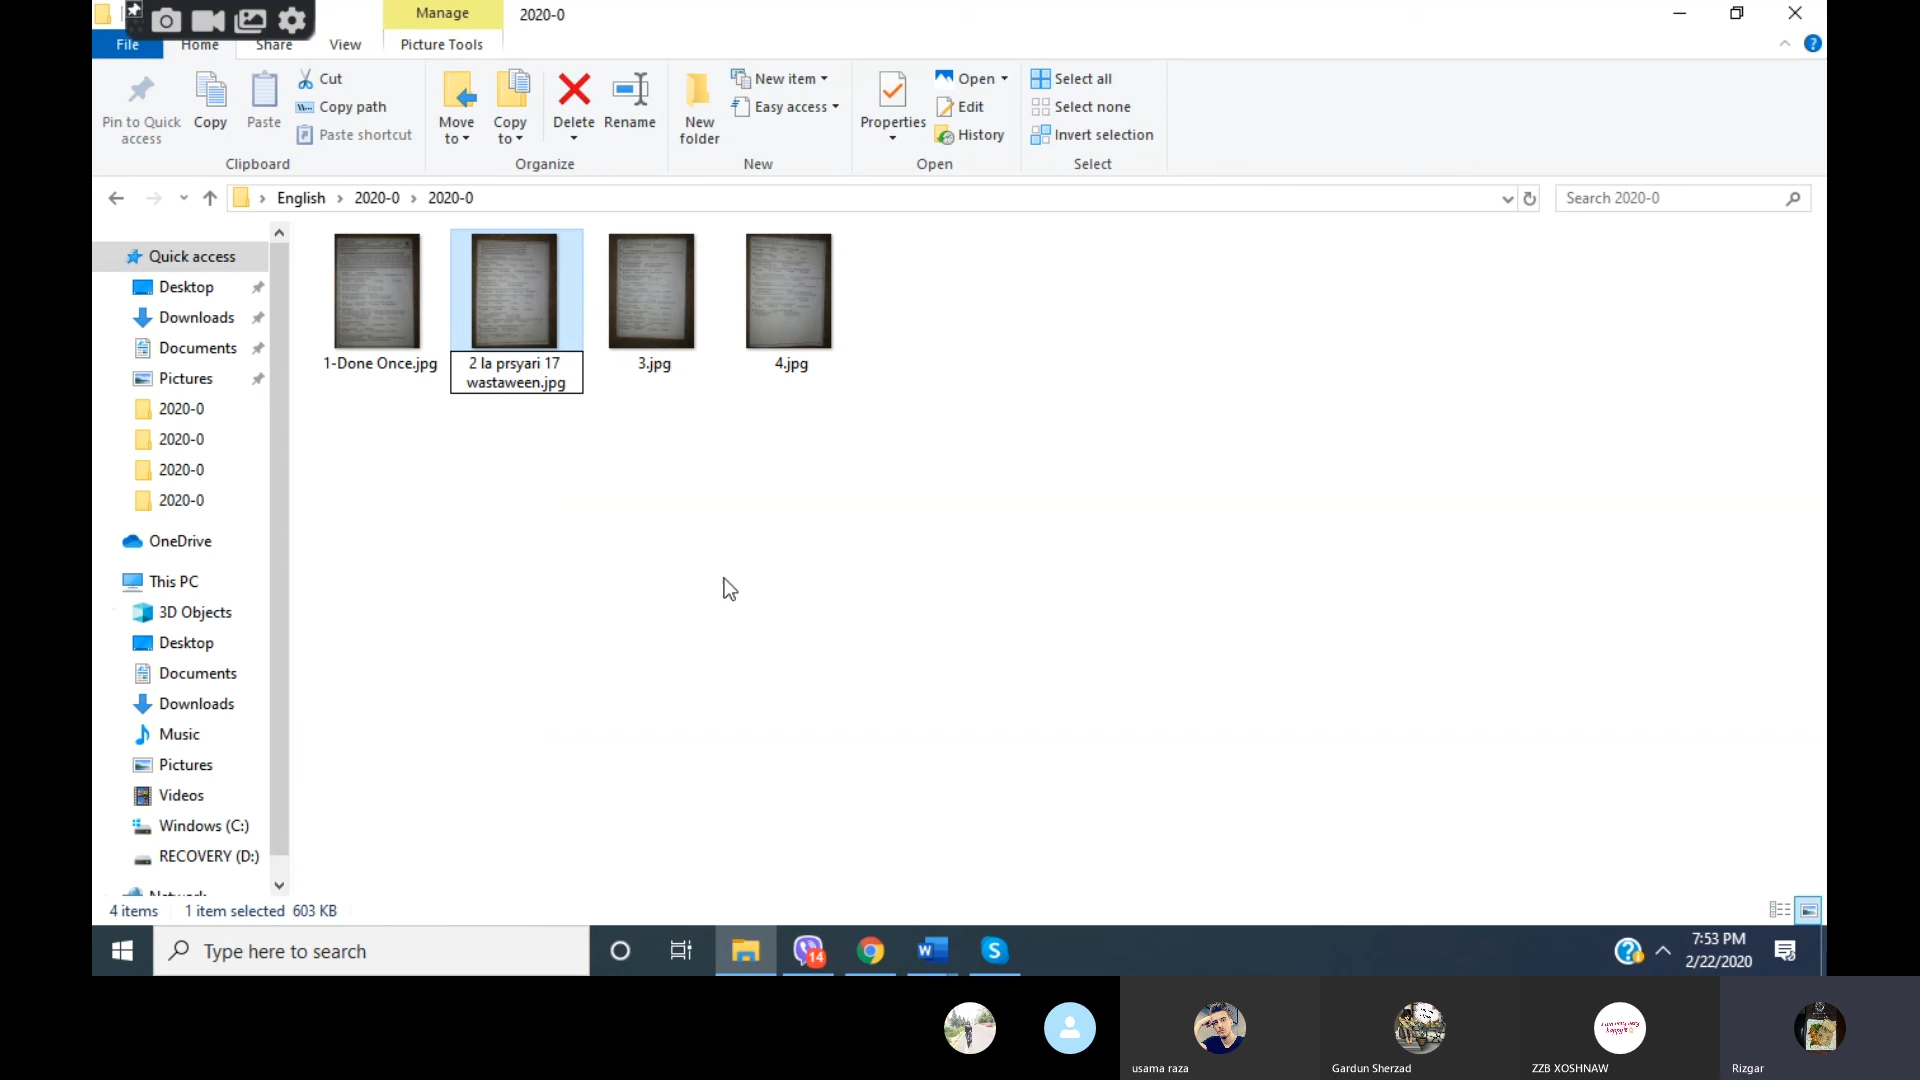 Manage
2020-0
File
Home
Share
View
Picture Tools
Pin to Quick
access
Copy
Paste
Cut
Copy path
Paste shortcut
Clipboard
Move
to
Copy
to
Delete
Rename
Organize
New
folder
New item
Easy access
New
Properties
Open
Edit
History
Open
Select all
Select none
Invert selection
Select
English > 2020-0 > 2020-0
Search 2020-0
Quick access
Desktop
Downloads
Documents
Pictures
2020-0
2020-0
2020-0
2020-0
OneDrive
This PC
3D Objects
Desktop
Documents
Downloads
Music
Pictures
Videos
Windows (C:)
RECOVERY (D:)
Network
1-Done Once.jpg
2 la prsyari 17
wastaween.jpg
3.jpg
4.jpg
4 items
1 item selected 603 KB
Type here to search
14
7:53 PM
2/22/2020
usama raza
Gardun Sherzad
ZZB XOSHNAW
Rizgar